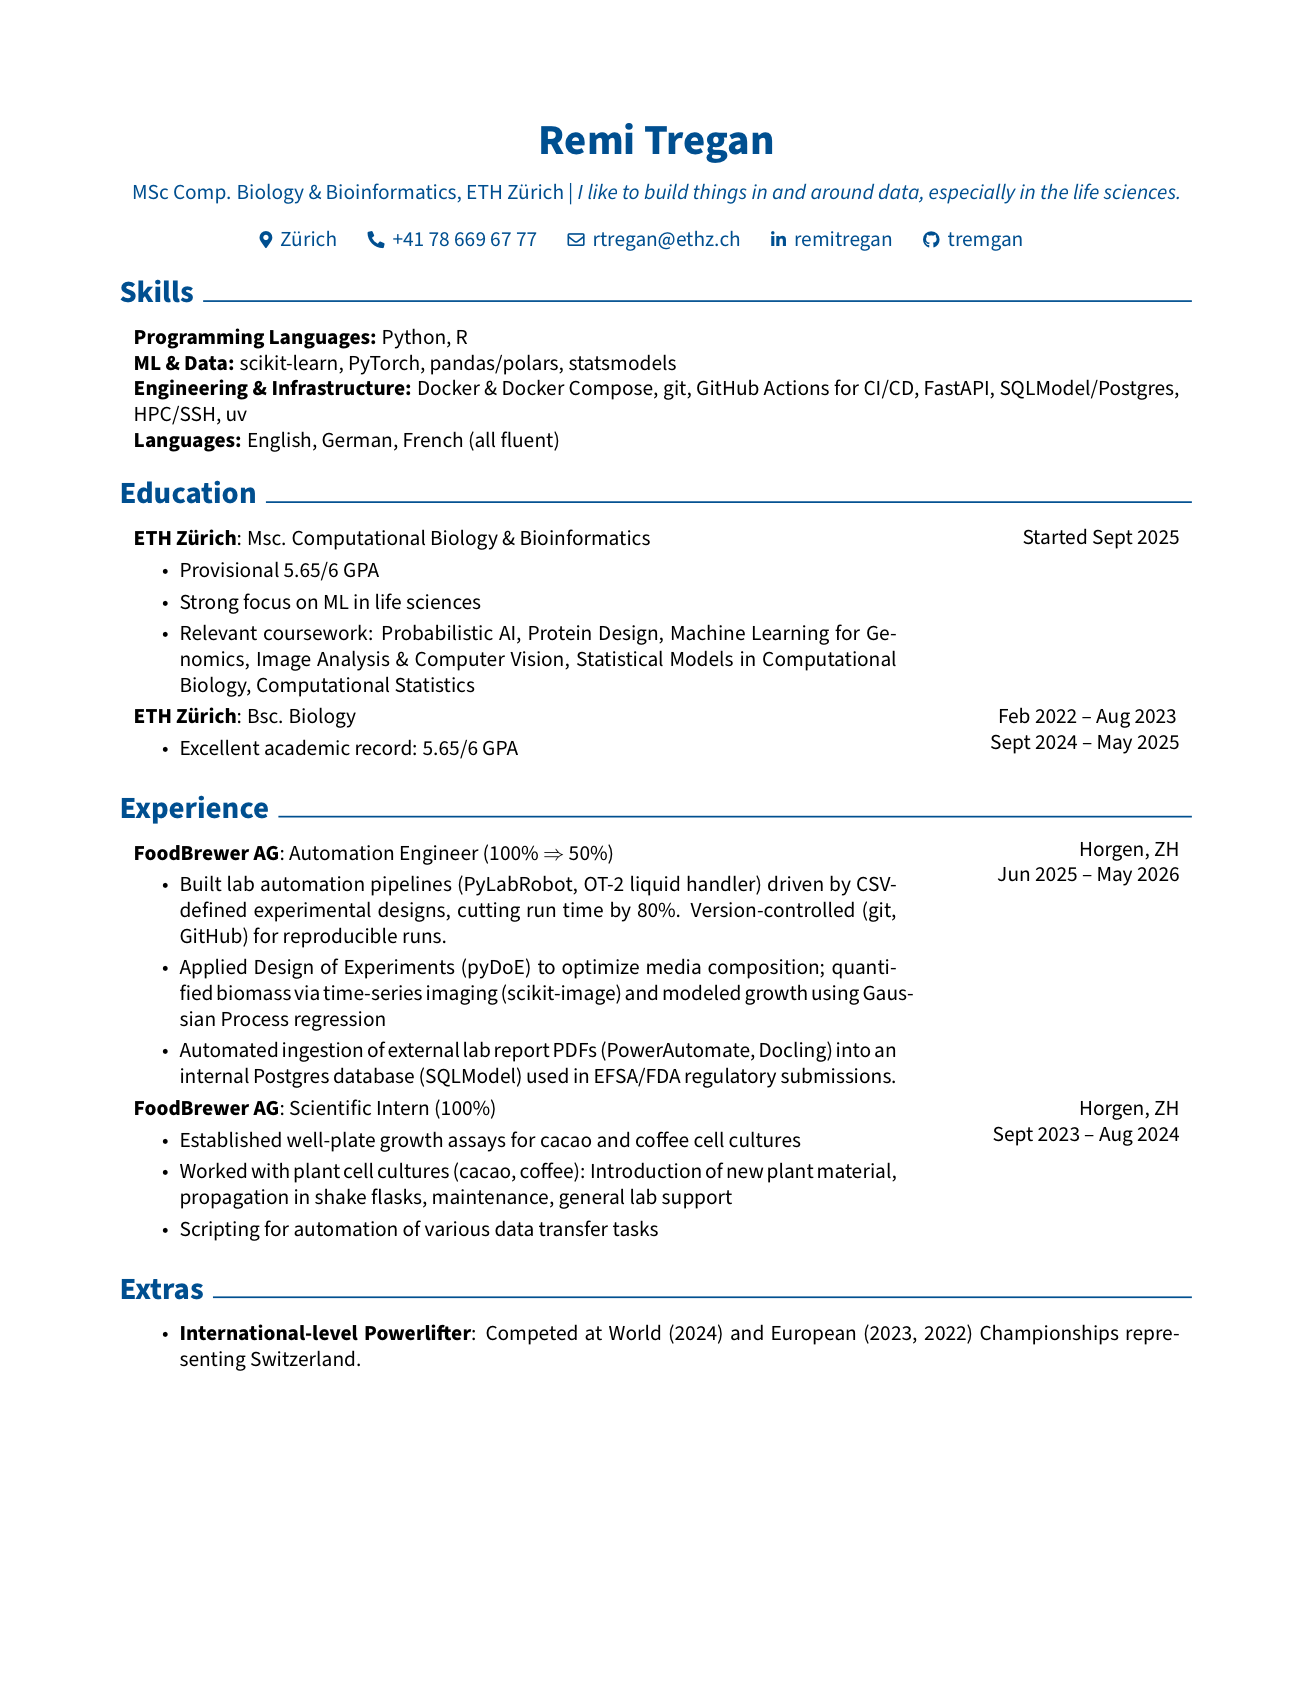 Remi Tregan
MSc Comp. Biology & Bioinformatics, ETH Zürich | I like to build things in and around data, especially in the life sciences.
Zürich +41 78 669 67 77 rtregan@ethz.ch remitregan tremgan
Skills
Programming Languages: Python, R
ML & Data: scikit-learn, PyTorch, pandas/polars, statsmodels
Engineering & Infrastructure: Docker & Docker Compose, git, GitHub Actions for CI/CD, FastAPI, SQLModel/Postgres,
HPC/SSH, uv
Languages: English, German, French (all fluent)
Education
ETH Zürich: Msc. Computational Biology & Bioinformatics Started Sept 2025
• Provisional 5.65/6 GPA
• Strong focus on ML in life sciences
• Relevant coursework: Probabilistic AI, Protein Design, Machine Learning for Ge-
nomics, Image Analysis & Computer Vision, Statistical Models in Computational
Biology, Computational Statistics
ETH Zürich: Bsc. Biology Feb 2022 – Aug 2023
Sept 2024 – May 2025
• Excellent academic record: 5.65/6 GPA
Experience
FoodBrewer AG: Automation Engineer (100% ⇒ 50%) Horgen, ZH
Jun 2025 – May 2026
• Built lab automation pipelines (PyLabRobot, OT-2 liquid handler) driven by CSV-
defined experimental designs, cutting run time by 80%. Version-controlled (git,
GitHub) for reproducible runs.
• Applied Design of Experiments (pyDoE) to optimize media composition; quanti-
fied biomass via time-series imaging (scikit-image) and modeled growth using Gaus-
sian Process regression
• Automated ingestion of external lab report PDFs (PowerAutomate, Docling) into an
internal Postgres database (SQLModel) used in EFSA/FDA regulatory submissions.
FoodBrewer AG: Scientific Intern (100%) Horgen, ZH
Sept 2023 – Aug 2024
• Established well-plate growth assays for cacao and coffee cell cultures
• Worked with plant cell cultures (cacao, coffee): Introduction of new plant material,
propagation in shake flasks, maintenance, general lab support
• Scripting for automation of various data transfer tasks
Extras
• International-level Powerlifter: Competed at World (2024) and European (2023, 2022) Championships repre-
senting Switzerland.